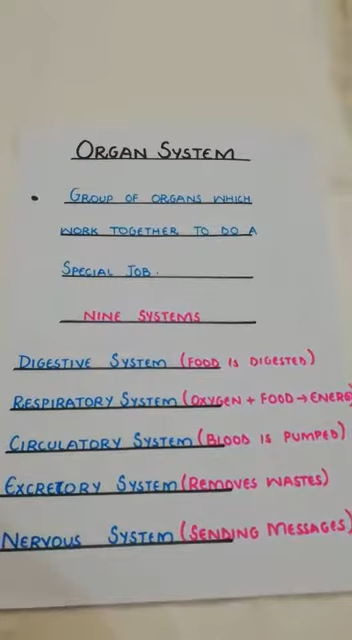 ORGAN SYSTEM
• GROUP OF ORGANS WHICH
WORK TOGETHER TO DO A
SPECIAL JOB.
NINE SYSTEMS
DIGESTIVE SYSTEM (FOOD IS DIGESTED)
RESPIRATORY SYSTEM (OXYGEN + FOOD → ENERG
CIRCULATORY SYSTEM (BLOOD IS PUMPED)
EXCRETORY SYSTEM (REMOVES WASTES)
NERVOUS SYSTEM (SENDING MESSAGES)